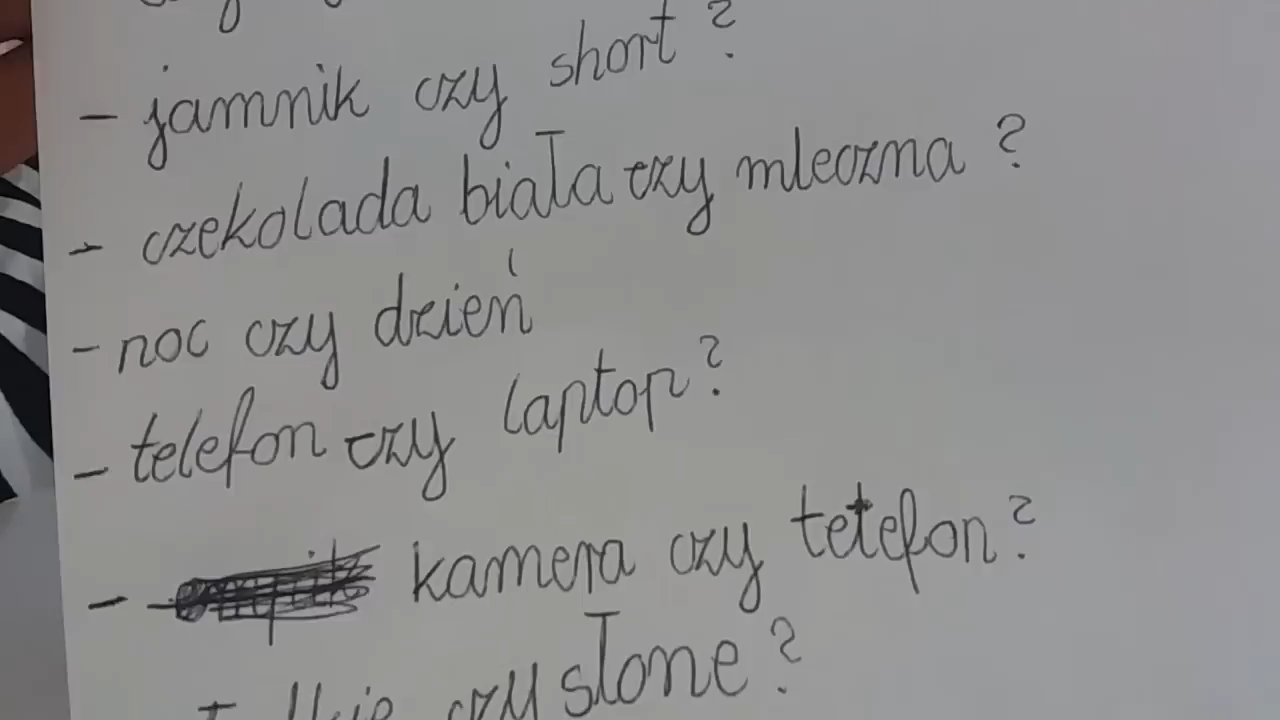 - jamnik czy short?
- czekolada biała czy mleczna?
- noc czy dzień
- telefon czy laptop?
- kamera czy telefon?
czy słone?